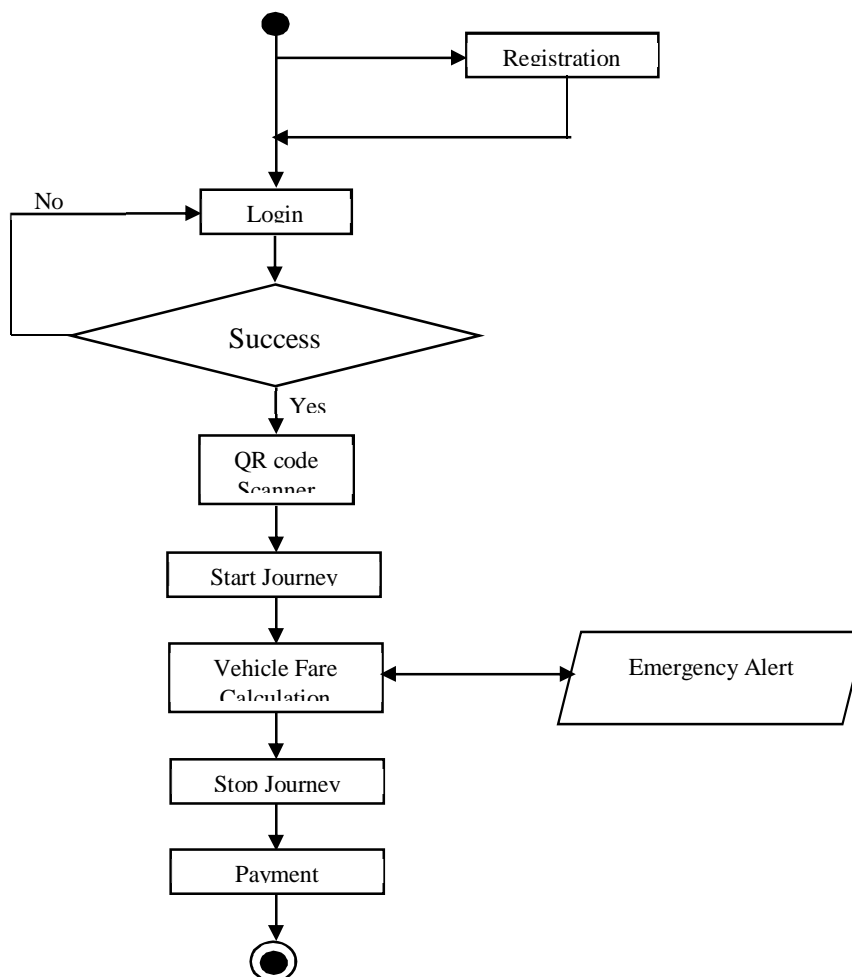 Registration
No
Login
Success
Yes
QR code
Scanner
Start Journey
Vehicle Fare
Calculation
Emergency Alert
Stop Journey
Payment